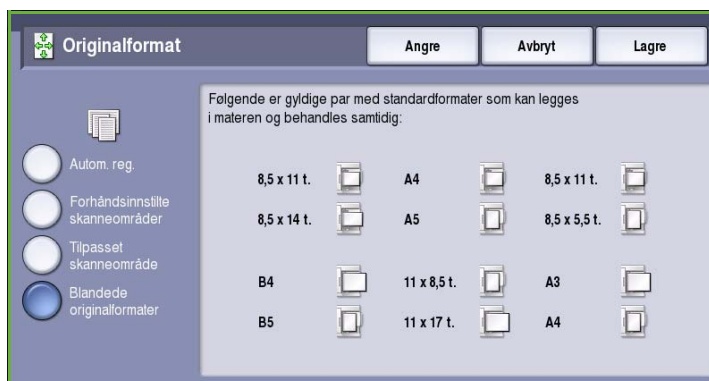 Originalformat
Angre
Avbryt
Lagre
Autom. reg.
Forhåndsinnstilte
skanneområder
Tilpasset
skanneområde
Blandede
originalformater
Følgende er gyldige par med standardformater som kan legges
i materen og behandles samtidig:
8,5 x 11 t. A4 8,5 x 11 t.
8,5 x 14 t. A5 8,5 x 5,5 t.
B4 11 x 8,5 t. A3
B5 11 x 17 t. A4